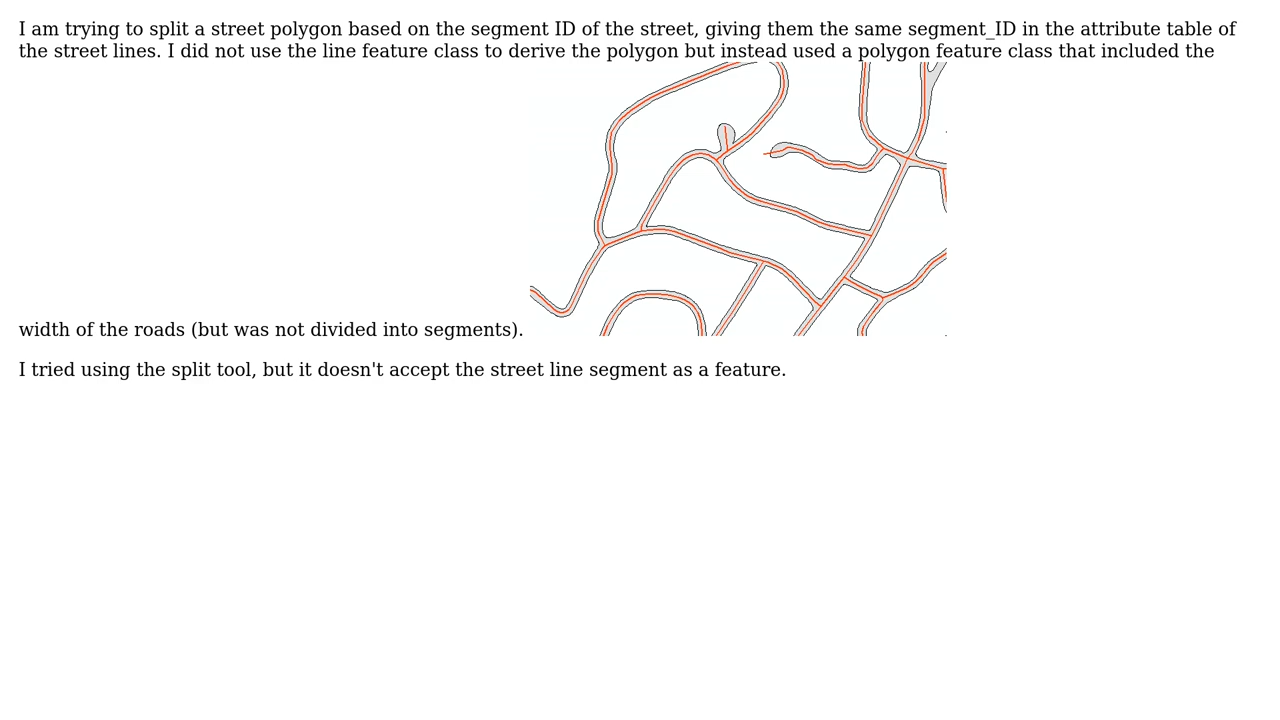 I am trying to split a street polygon based on the segment ID of the street, giving them the same segment_ID in the attribute table of
the street lines. I did not use the line feature class to derive the polygon but instead used a polygon feature class that included the
width of the roads (but was not divided into segments).
I tried using the split tool, but it doesn't accept the street line segment as a feature.